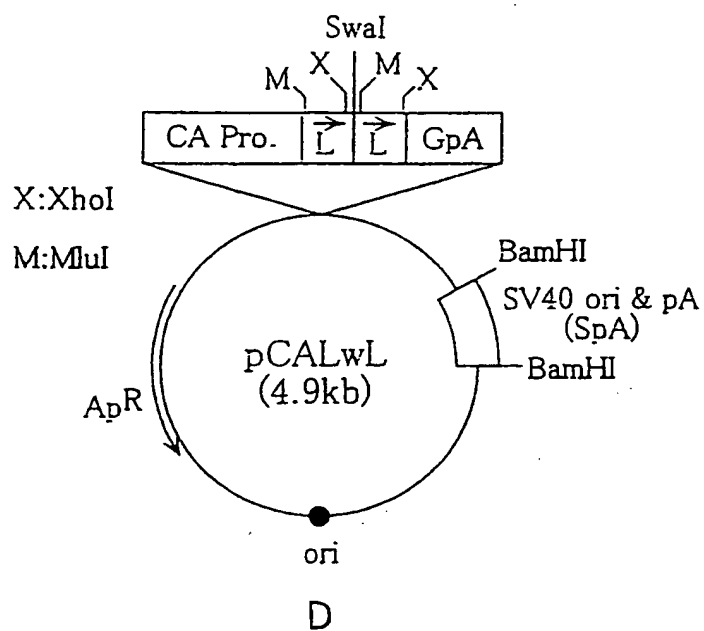 SwaI
M X M X
CA Pro. L L GpA
X:XhoI
M:MluI
BamHI
SV40 ori & pA
(SpA)
BamHI
pCALwL
(4.9kb)
ApR
ori
D